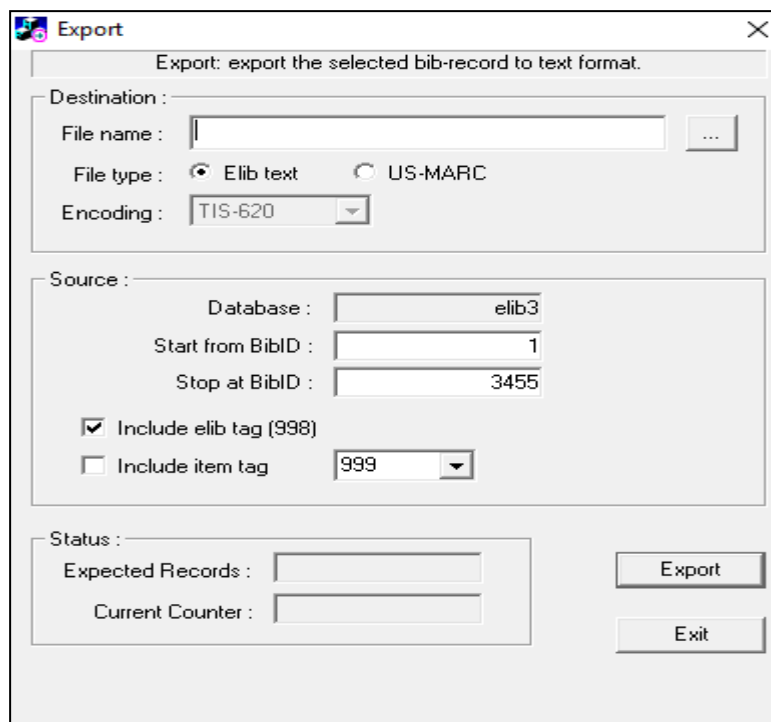 Export
Export: export the selected bib-record to text format.
Destination :
File name :
...
File type : Elib text US-MARC
Encoding : TIS-620
Source :
Database : elib3
Start from BibID : 1
Stop at BibID : 3455
Include elib tag (998)
Include item tag 999
Status :
Expected Records :
Current Counter :
Export
Exit